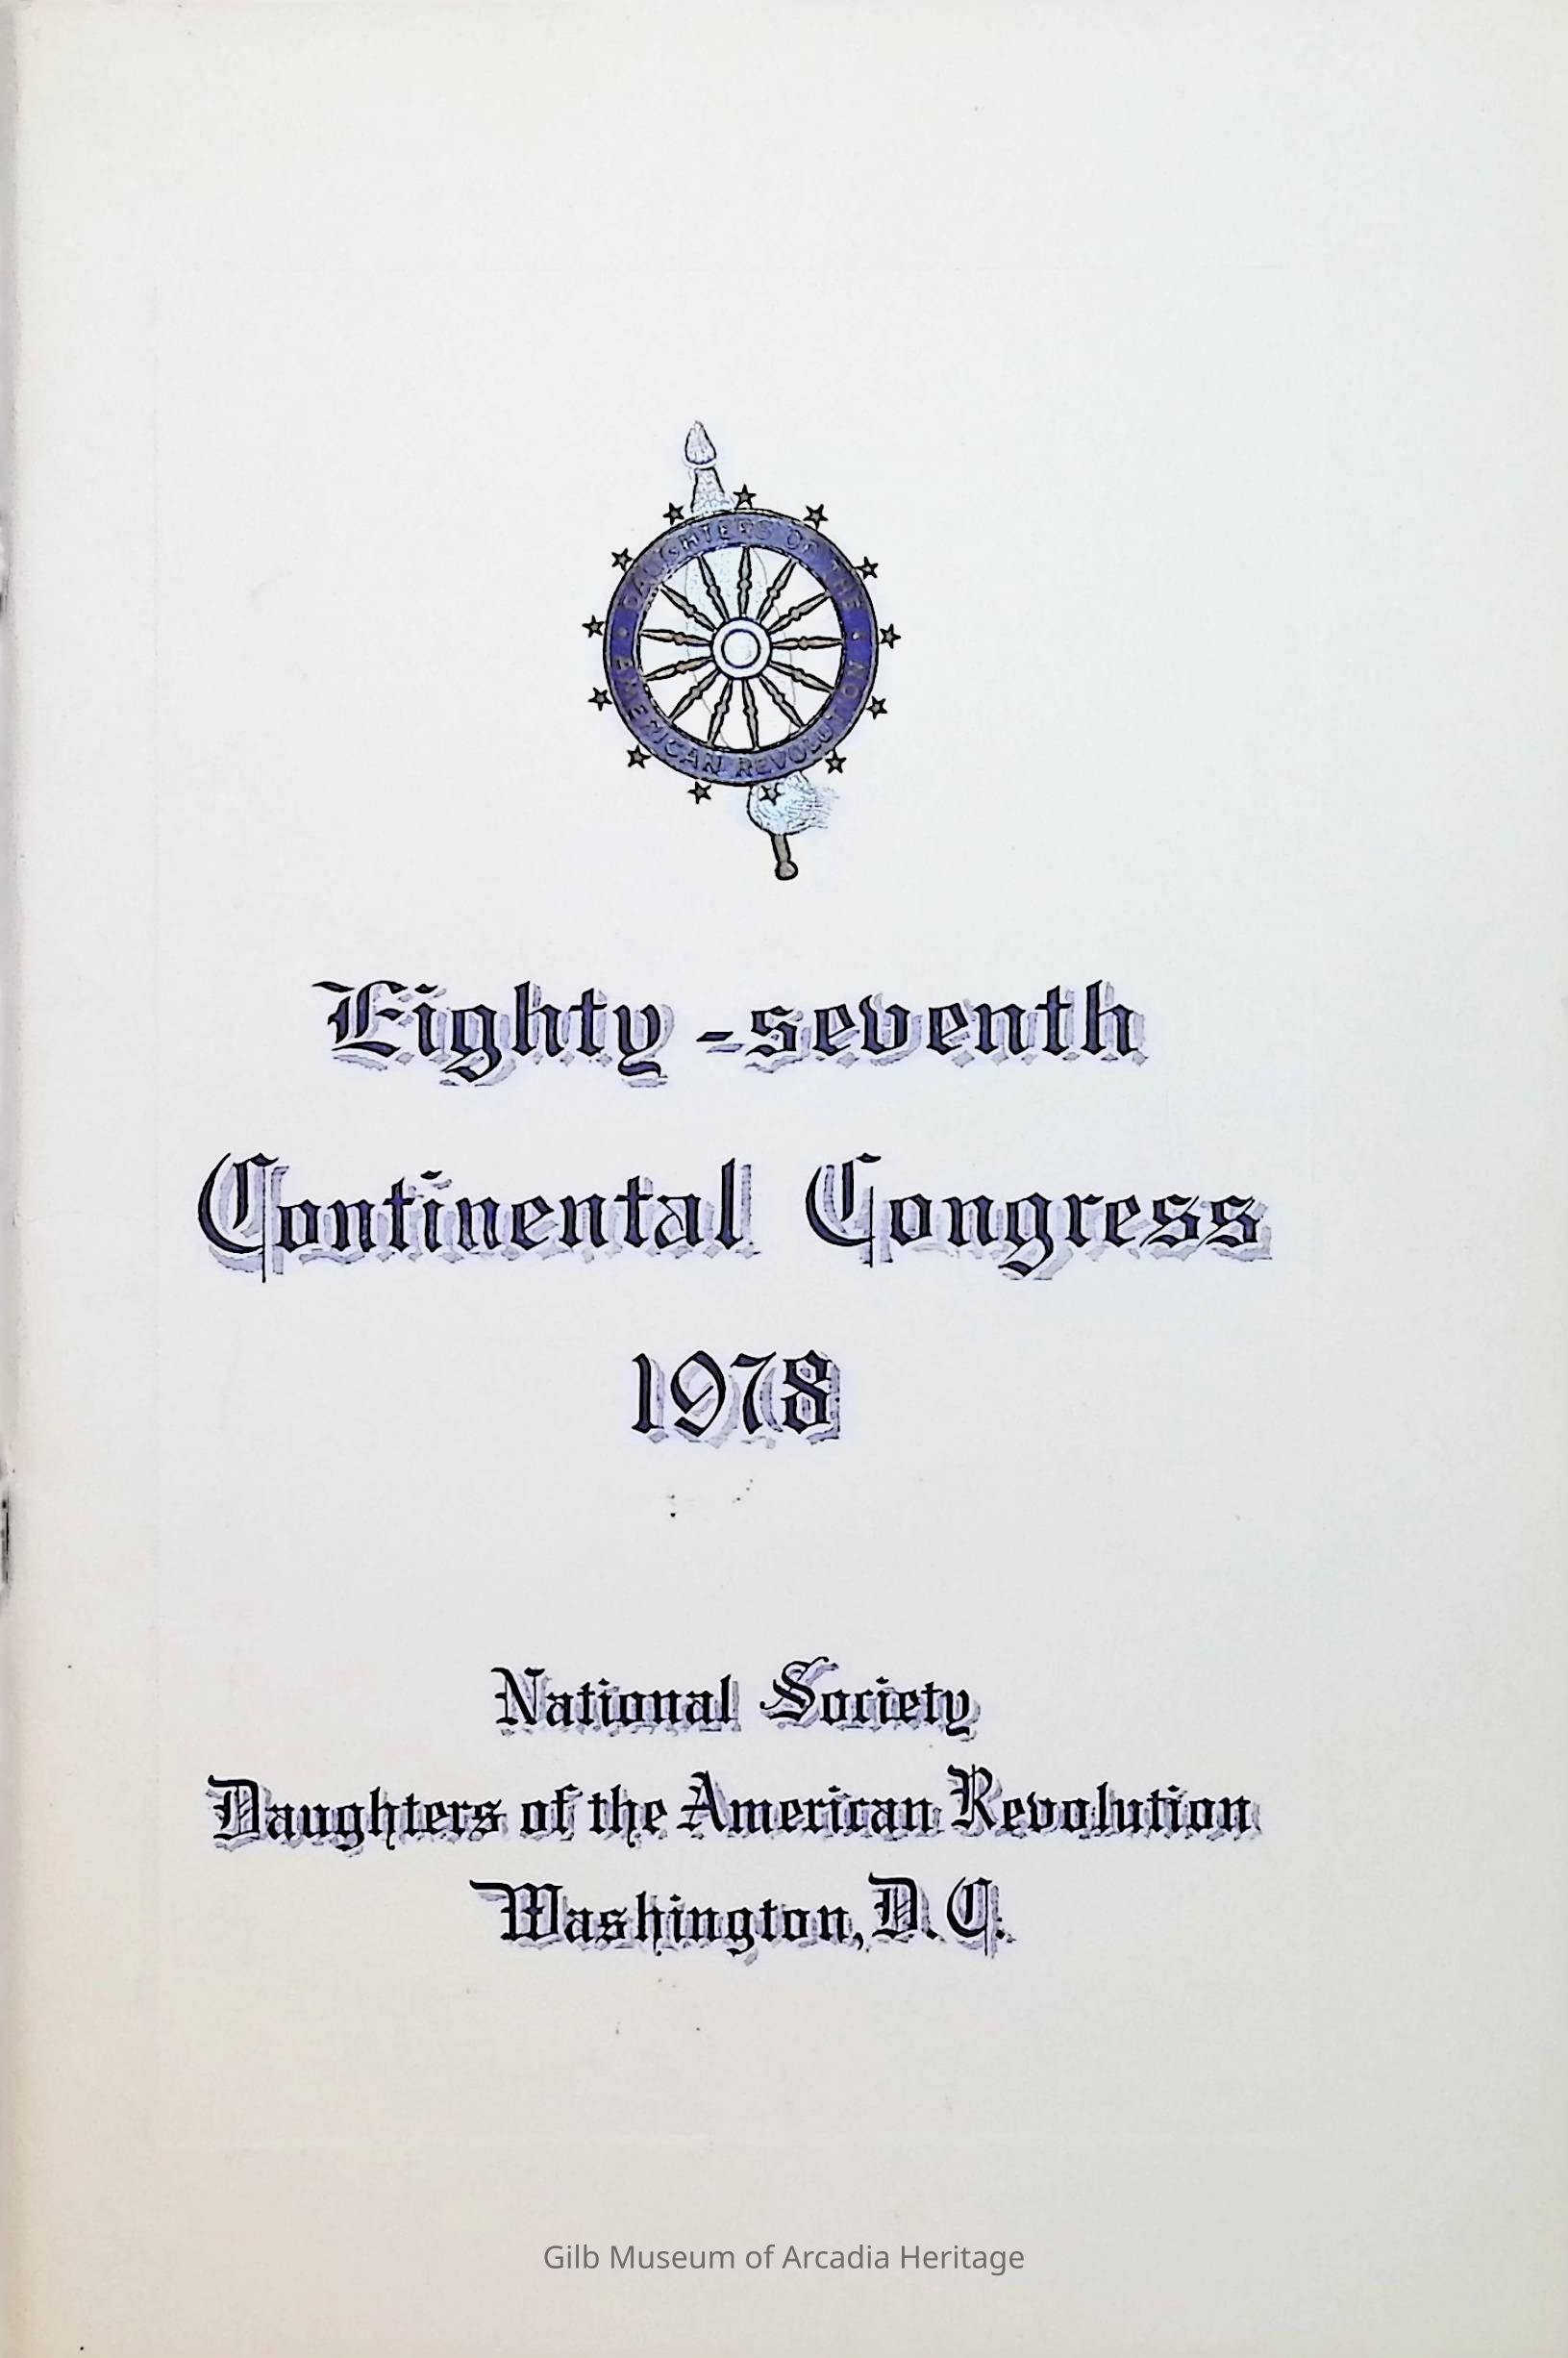 DAUGHTERS OF THE
AMERICAN REVOLUTION
Eighty-seventh
Continental Congress
1978
National Society
Daughters of the American Revolution
Washington, D.C.
Gilb Museum of Arcadia Heritage